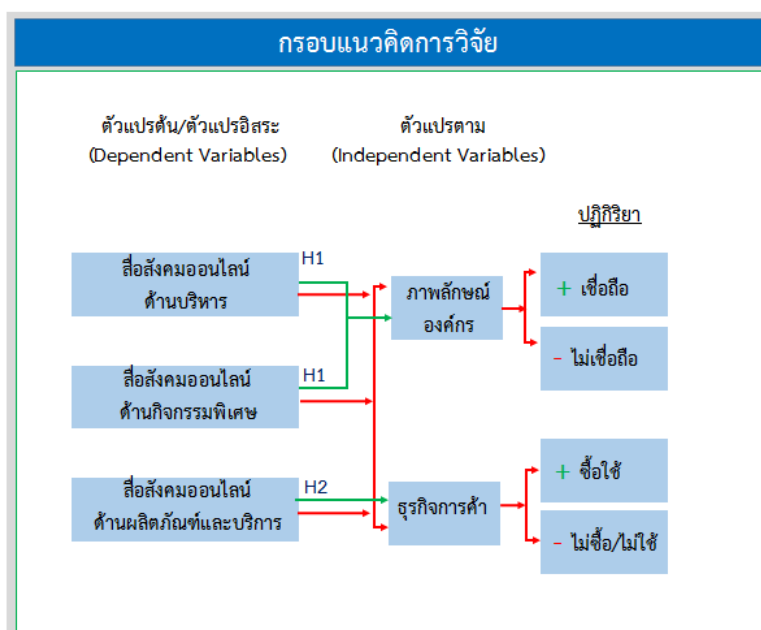 กรอบแนวคิดการวิจัย
ตัวแปรต้น/ตัวแปรอิสระ
(Dependent Variables)
ตัวแปรตาม
(Independent Variables)
ปฏิกิริยา
สื่อสังคมออนไลน์
ด้านบริหาร
H1
ภาพลักษณ์
องค์กร
+ เชื่อถือ
- ไม่เชื่อถือ
สื่อสังคมออนไลน์
ด้านกิจกรรมพิเศษ
H1
สื่อสังคมออนไลน์
ด้านผลิตภัณฑ์และบริการ
H2
ธุรกิจการค้า
+ ซื้อใช้
- ไม่ซื้อ/ไม่ใช้